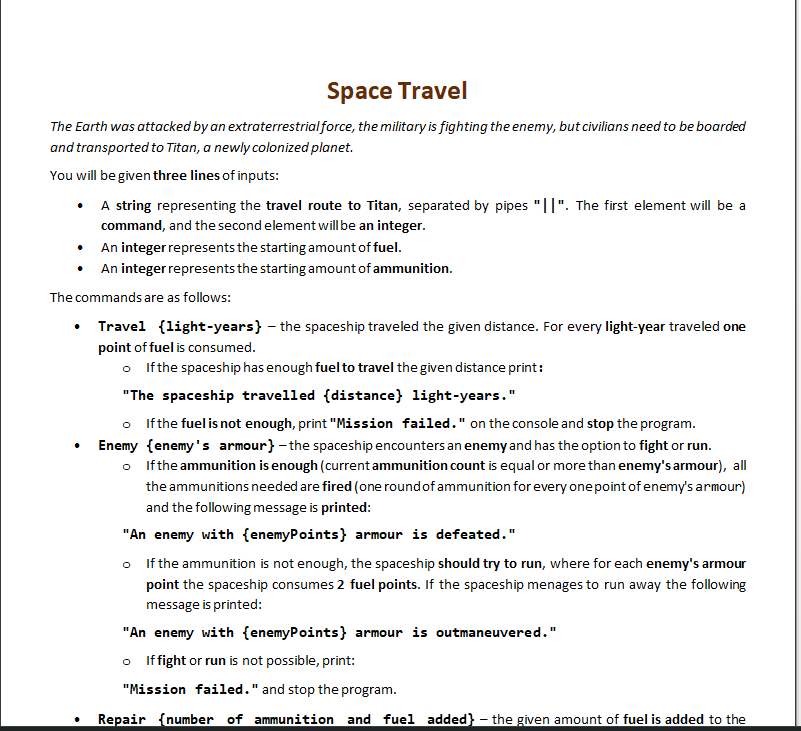 Space Travel
The Earth was attacked by an extraterrestrial force, the military is fighting the enemy, but civilians need to be boarded
and transported to Titan, a newly colonized planet.
You will be given three lines of inputs:
• A string representing the travel route to Titan, separated by pipes "||". The first element will be a
command, and the second element will be an integer.
• An integer represents the starting amount of fuel.
• An integer represents the starting amount of ammunition.
The commands are as follows:
• Travel {light-years} – the spaceship traveled the given distance. For every light-year traveled one
point of fuel is consumed.
o If the spaceship has enough fuel to travel the given distance print:
"The spaceship travelled {distance} light-years."
o If the fuel is not enough, print "Mission failed." on the console and stop the program.
• Enemy {enemy's armour} – the spaceship encounters an enemy and has the option to fight or run.
o If the ammunition is enough (current ammunition count is equal or more than enemy's armour), all
the ammunitions needed are fired (one round of ammunition for every one point of enemy's armour)
and the following message is printed:
"An enemy with {enemyPoints} armour is defeated."
o If the ammunition is not enough, the spaceship should try to run, where for each enemy's armour
point the spaceship consumes 2 fuel points. If the spaceship menages to run away the following
message is printed:
"An enemy with {enemyPoints} armour is outmaneuvered."
o If fight or run is not possible, print:
"Mission failed." and stop the program.
• Repair {number of ammunition and fuel added} – the given amount of fuel is added to the